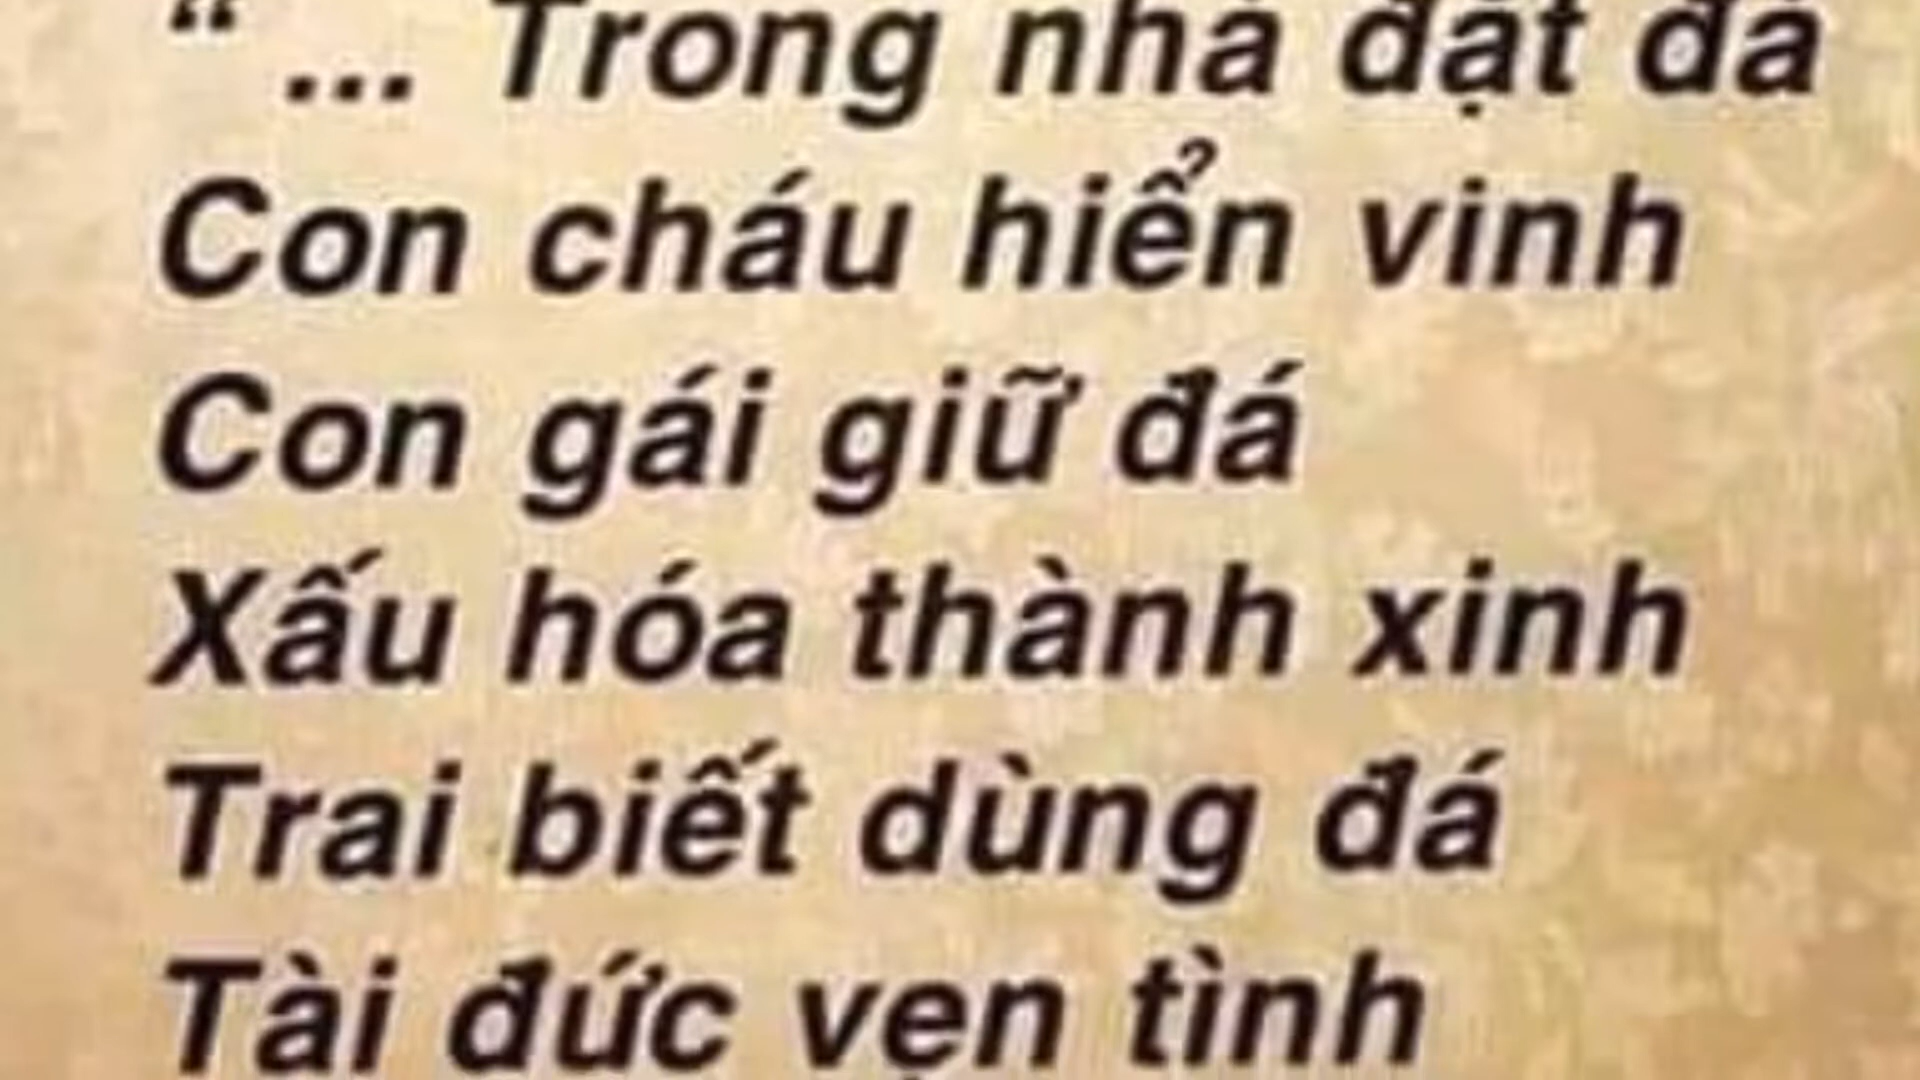 “ ... Trong nhà đặt đá
Con cháu hiển vinh
Con gái giữ đá
Xấu hóa thành xinh
Trai biết dùng đá
Tài đức vẹn tình